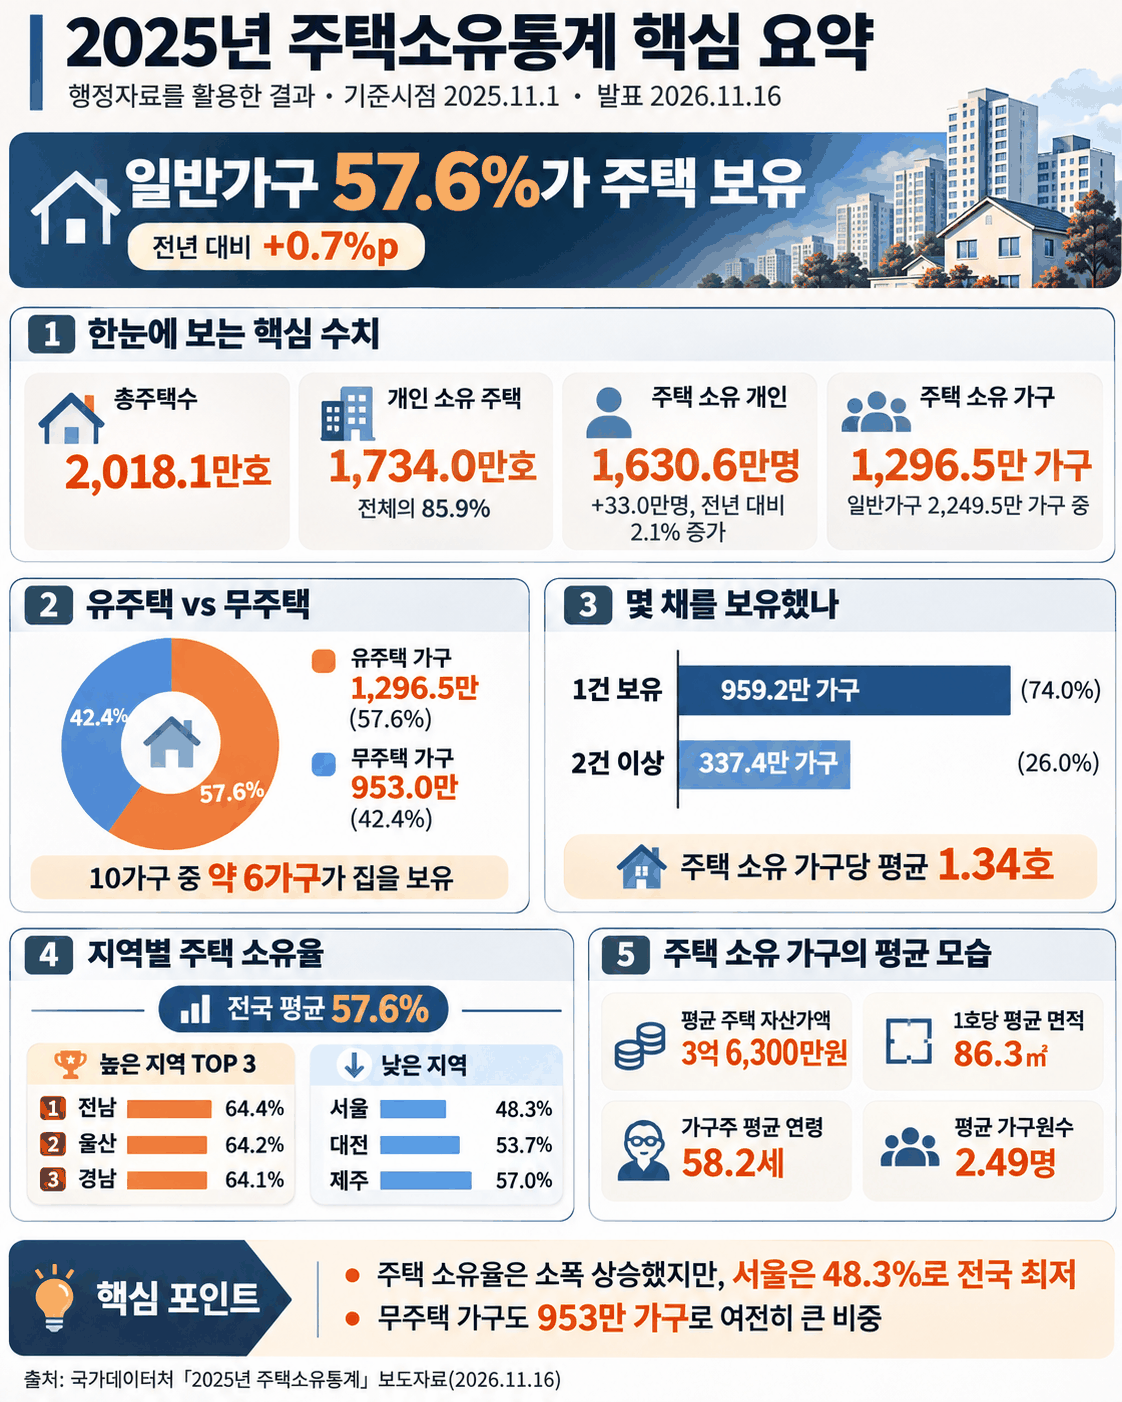 2025년 주택소유통계 핵심 요약
행정자료를 활용한 결과 • 기준시점 2025.11.1 • 발표 2026.11.16
일반가구 57.6%가 주택 보유
전년 대비 +0.7%p
1 한눈에 보는 핵심 수치
총주택수
2,018.1만호
개인 소유 주택
1,734.0만호
전체의 85.9%
주택 소유 개인
1,630.6만명
+33.0만명, 전년 대비
2.1% 증가
주택 소유 가구
1,296.5만 가구
일반가구 2,249.5만 가구 중
2 유주택 vs 무주택
42.4%
57.6%
유주택 가구
1,296.5만
(57.6%)
무주택 가구
953.0만
(42.4%)
10가구 중 약 6가구가 집을 보유
3 몇 채를 보유했나
1건 보유 959.2만 가구 (74.0%)
2건 이상 337.4만 가구 (26.0%)
주택 소유 가구당 평균 1.34호
4 지역별 주택 소유율
전국 평균 57.6%
높은 지역 TOP 3
1 전남 64.4%
2 울산 64.2%
3 경남 64.1%
낮은 지역
서울 48.3%
대전 53.7%
제주 57.0%
5 주택 소유 가구의 평균 모습
평균 주택 자산가액
3억 6,300만원
1호당 평균 면적
86.3㎡
가구주 평균 연령
58.2세
평균 가구원수
2.49명
핵심 포인트
• 주택 소유율은 소폭 상승했지만, 서울은 48.3%로 전국 최저
• 무주택 가구도 953만 가구로 여전히 큰 비중
출처: 국가데이터처「2025년 주택소유통계」보도자료(2026.11.16)